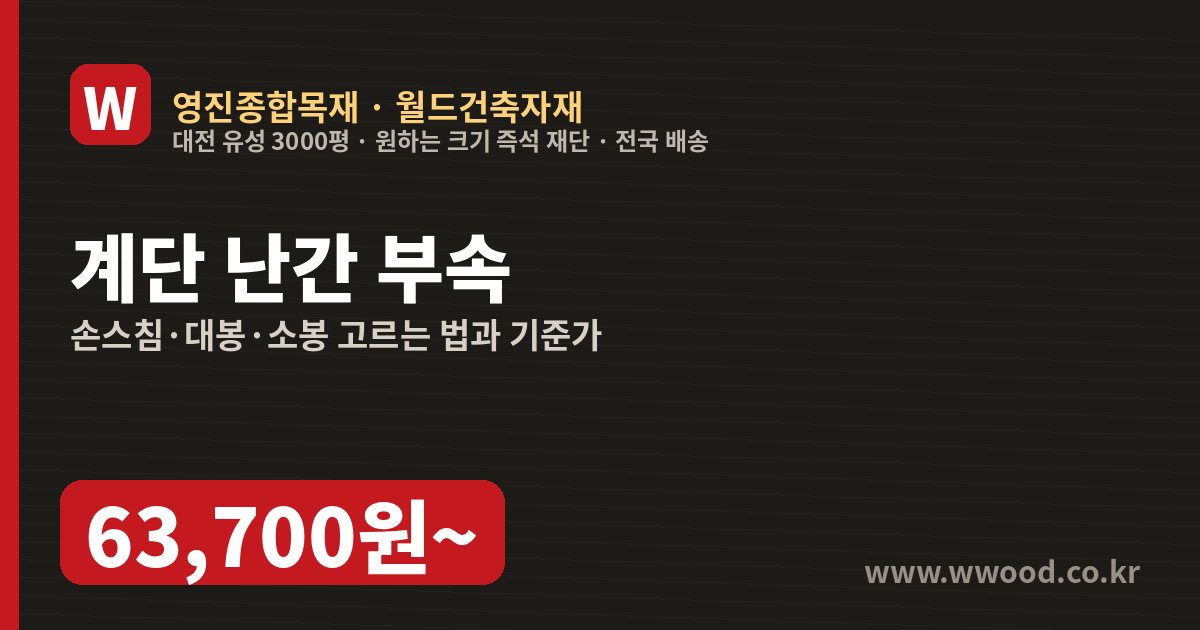 W
영진종합목재 · 월드건축자재
대전 유성 3000평 · 원하는 크기 즉석 재단 · 전국 배송
계단 난간 부속
손스침·대봉·소봉 고르는 법과 기준가
63,700원~
www.wwood.co.kr